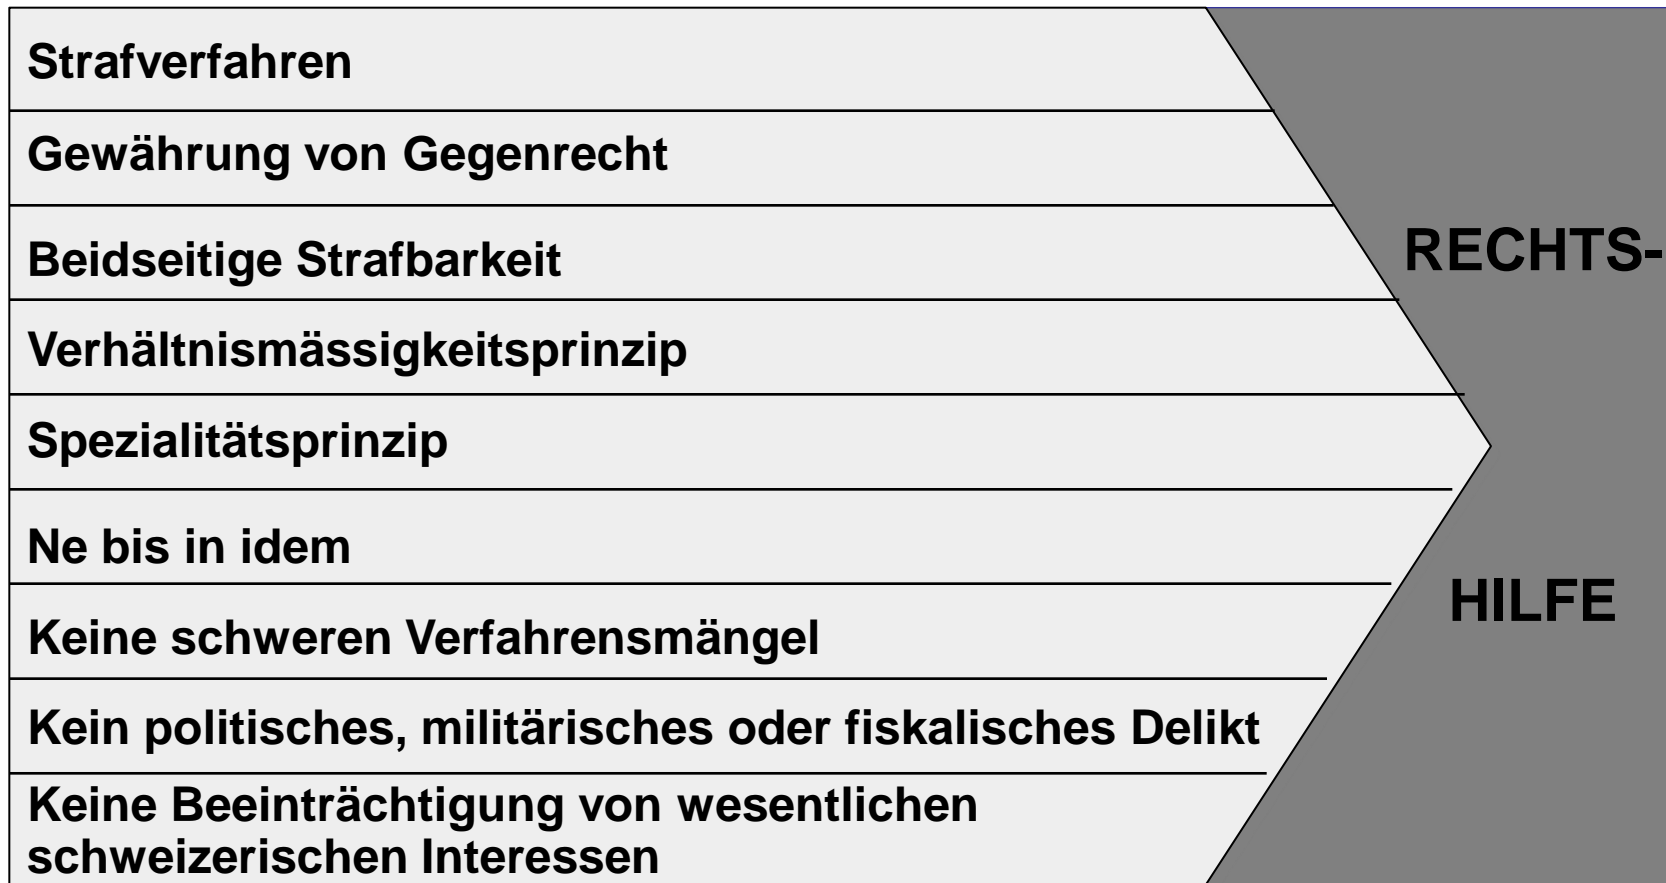 Strafverfahren
Gewährung von Gegenrecht
Beidseitige Strafbarkeit
Verhältnismässigkeitsprinzip
Spezialitätsprinzip
Ne bis in idem
Keine schweren Verfahrensmängel
Kein politisches, militärisches oder fiskalisches Delikt
Keine Beeinträchtigung von wesentlichen
schweizerischen Interessen
RECHTS-
HILFE